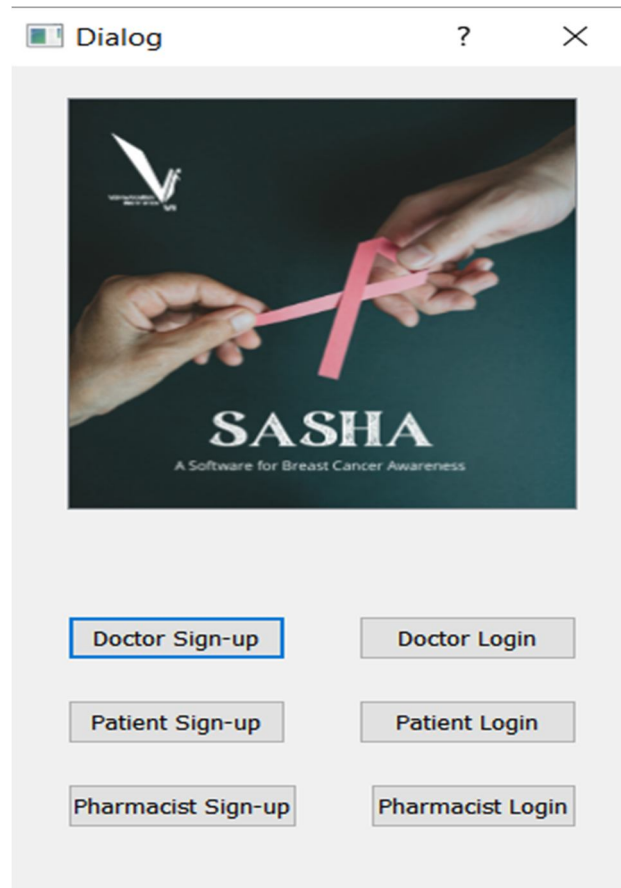 Dialog ?
SASHA
A Software for Breast Cancer Awareness
Doctor Sign-up Doctor Login
Patient Sign-up Patient Login
Pharmacist Sign-up Pharmacist Login